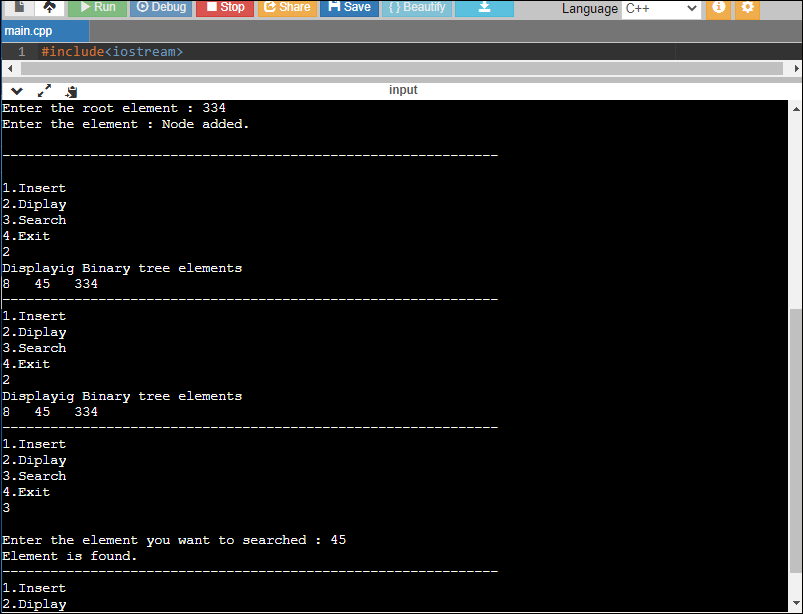 Run Debug Stop Share Save { } Beautify Language C++
main.cpp
1 #include<iostream>
input
Enter the root element : 334
Enter the element : Node added.
--------------------------------------------------------------
1.Insert
2.Diplay
3.Search
4.Exit
2
Displayig Binary tree elements
8 45 334
--------------------------------------------------------------
1.Insert
2.Diplay
3.Search
4.Exit
2
Displayig Binary tree elements
8 45 334
--------------------------------------------------------------
1.Insert
2.Diplay
3.Search
4.Exit
3
Enter the element you want to searched : 45
Element is found.
--------------------------------------------------------------
1.Insert
2.Diplay